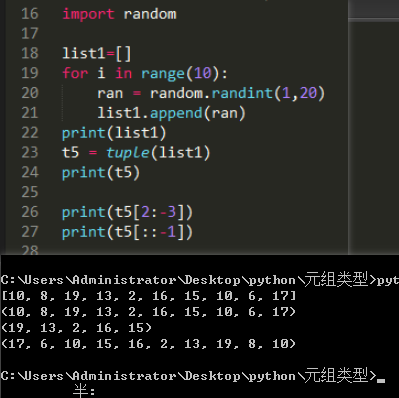 16 import random
17
18 list1=[]
19 for i in range(10):
20     ran = random.randint(1,20)
21     list1.append(ran)
22 print(list1)
23 t5 = tuple(list1)
24 print(t5)
25
26 print(t5[2:-3])
27 print(t5[::-1])
28
C:\Users\Administrator\Desktop\python\元组类型>pyt
[10, 8, 19, 13, 2, 16, 15, 10, 6, 17]
(10, 8, 19, 13, 2, 16, 15, 10, 6, 17)
(19, 13, 2, 16, 15)
(17, 6, 10, 15, 16, 2, 13, 19, 8, 10)
C:\Users\Administrator\Desktop\python\元组类型>_
半: